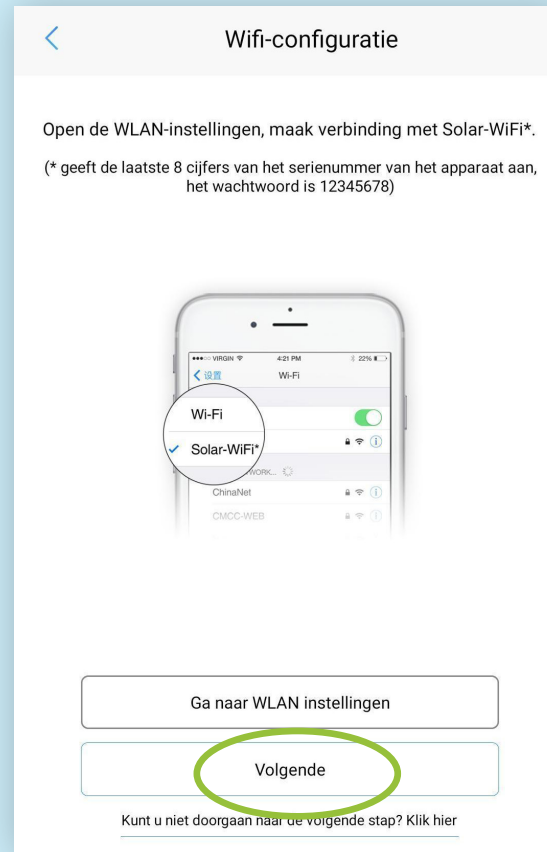 Wifi-configuratie
Open de WLAN-instellingen, maak verbinding met Solar-WiFi*.
(* geeft de laatste 8 cijfers van het serienummer van het apparaat aan,
het wachtwoord is 12345678)
VIRGIN 4:21 PM 22%
设置 Wi-Fi
Wi-Fi
Solar-WiFi*
WORK...
ChinaNet
CMCC-WEB
Ga naar WLAN instellingen
Volgende
Kunt u niet doorgaan naar de volgende stap? Klik hier